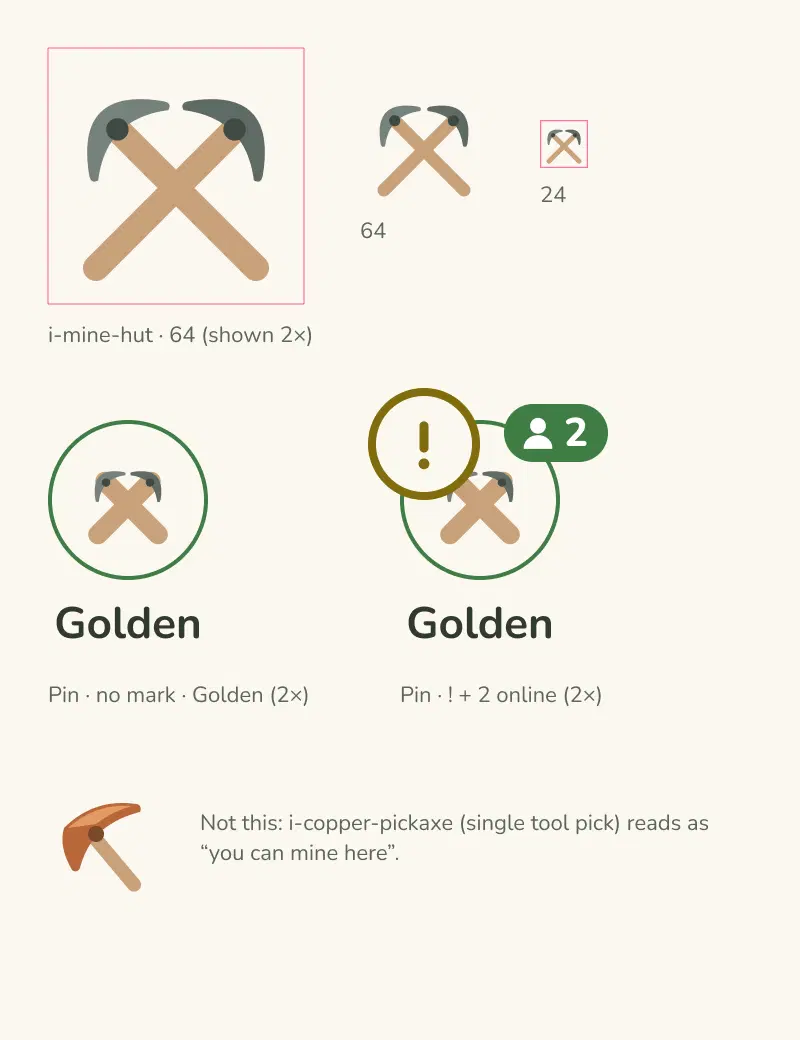 64
24
i-mine-hut · 64 (shown 2×)
! 2
Golden
Golden
Pin · no mark · Golden (2×)
Pin · ! + 2 online (2×)
Not this: i-copper-pickaxe (single tool pick) reads as
“you can mine here”.